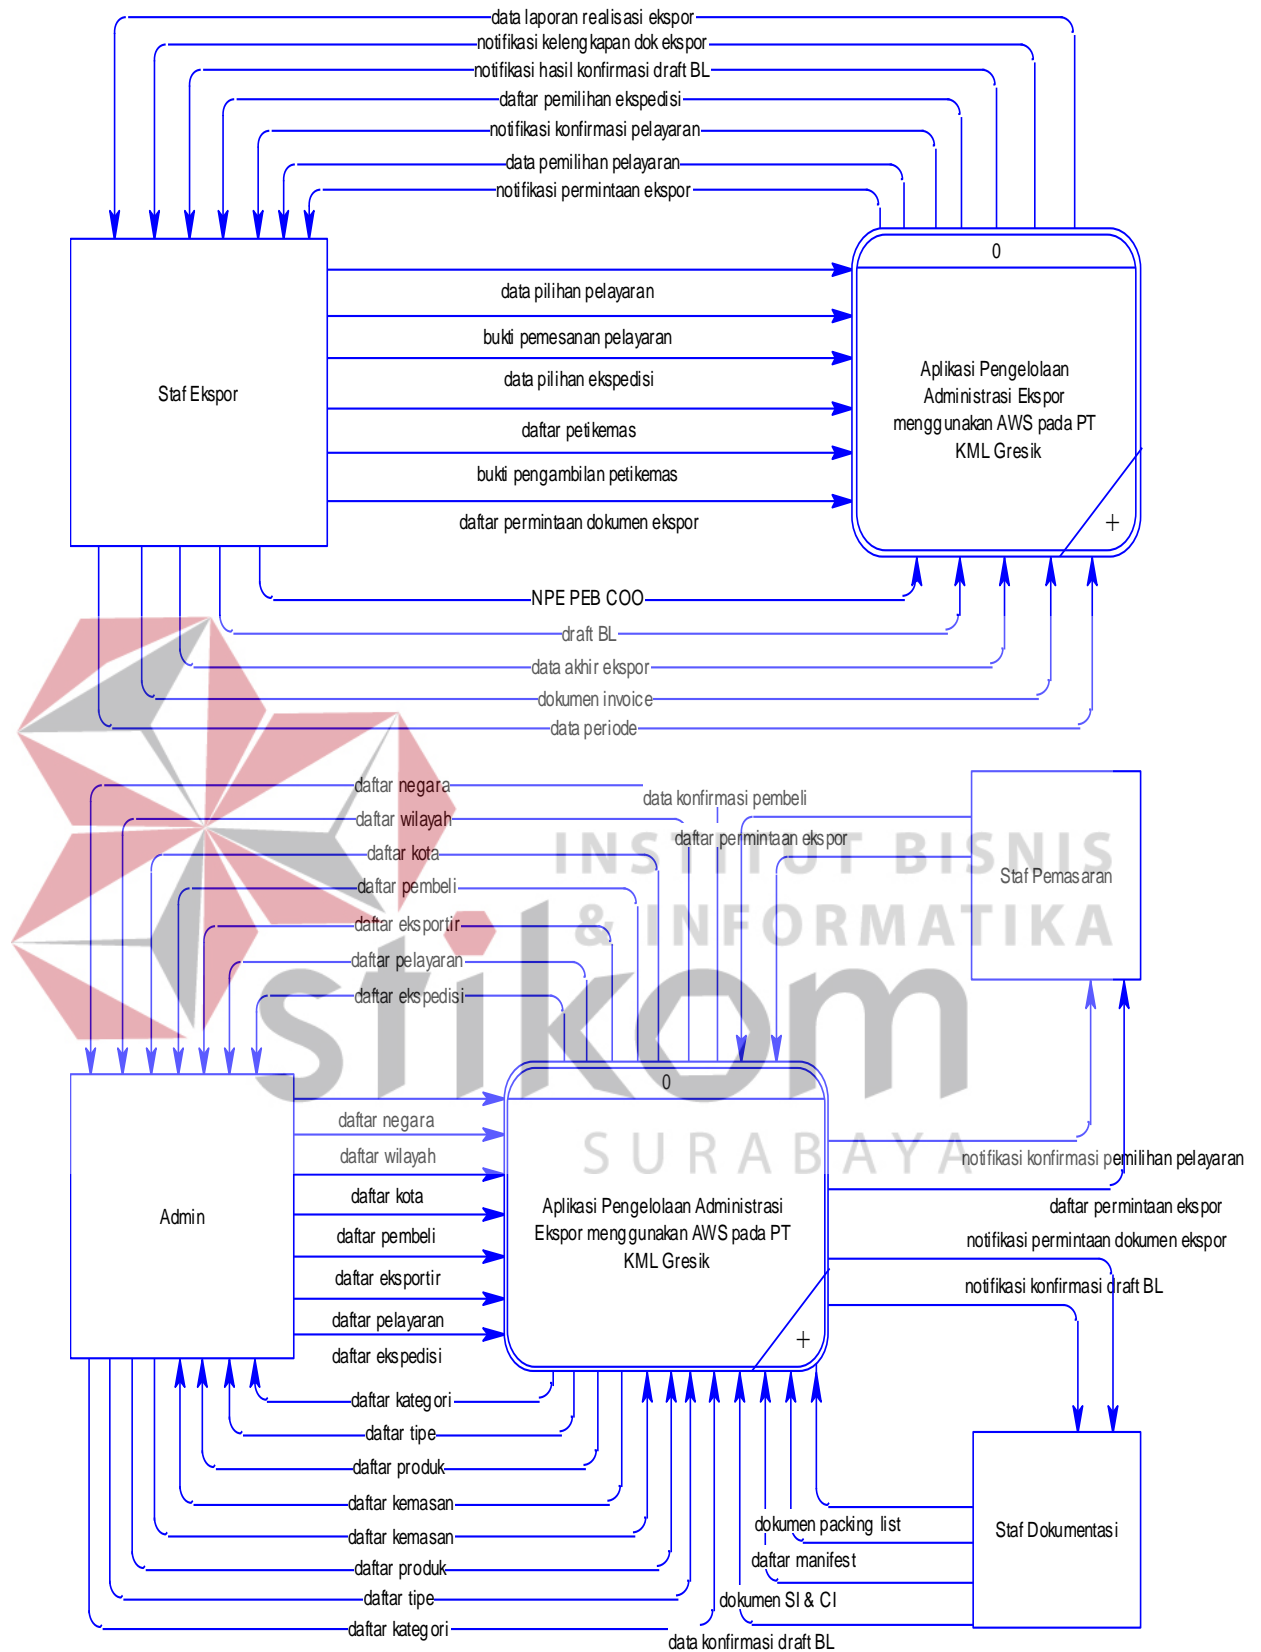 data laporan realisasi ekspor
notifikasi kelengkapan dok ekspor
notifikasi hasil konfirmasi draft BL
daftar pemilihan ekspedisi
notifikasi konfirmasi pelayaran
data pemilihan pelayaran
notifikasi permintaan ekspor
0
data pilihan pelayaran
bukti pemesanan pelayaran
data pilihan ekspedisi
daftar petikemas
bukti pengambilan petikemas
daftar permintaan dokumen ekspor
Staf Ekspor
Aplikasi Pengelolaan
Administrasi Ekspor
menggunakan AWS pada PT
KML Gresik
+
NPE PEB COO
draft BL
data akhir ekspor
dokumen invoice
data periode
daftar negara
daftar wilayah
daftar kota
daftar pembeli
daftar eksportir
daftar pelayaran
daftar ekspedisi
data konfirmasi pembeli
daftar permintaan ekspor
Staf Pemasaran
INSTITUT BISNIS
& INFORMATIKA
stikom
SURABAYA
0
Admin
daftar negara
daftar wilayah
daftar kota
daftar pembeli
daftar eksportir
daftar pelayaran
daftar ekspedisi
Aplikasi Pengelolaan Administrasi
Ekspor menggunakan AWS pada PT
KML Gresik
+
notifikasi konfirmasi pemilihan pelayaran
daftar permintaan ekspor
notifikasi permintaan dokumen ekspor
notifikasi konfirmasi draft BL
daftar kategori
daftar tipe
daftar produk
daftar kemasan
daftar kemasan
daftar produk
daftar tipe
daftar kategori
dokumen packing list
daftar manifest
dokumen SI & CI
data konfirmasi draft BL
Staf Dokumentasi